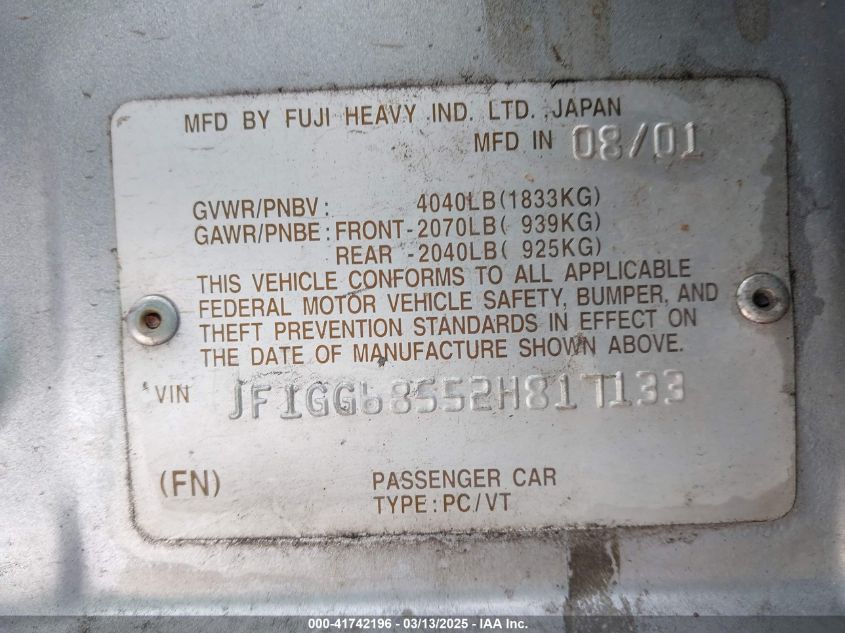 MFD BY FUJI HEAVY IND. LTD. JAPAN
MFD IN 08/01
GVWR/PNBV: 4040LB(1833KG)
GAWR/PNBE: FRONT-2070LB( 939KG)
REAR -2040LB( 925KG)
THIS VEHICLE CONFORMS TO ALL APPLICABLE
FEDERAL MOTOR VEHICLE SAFETY, BUMPER, AND
THEFT PREVENTION STANDARDS IN EFFECT ON
THE DATE OF MANUFACTURE SHOWN ABOVE.
VIN JF1GG68552H817133
(FN) PASSENGER CAR
TYPE: PC/VT
000-41742196 - 03/13/2025 - IAA Inc.